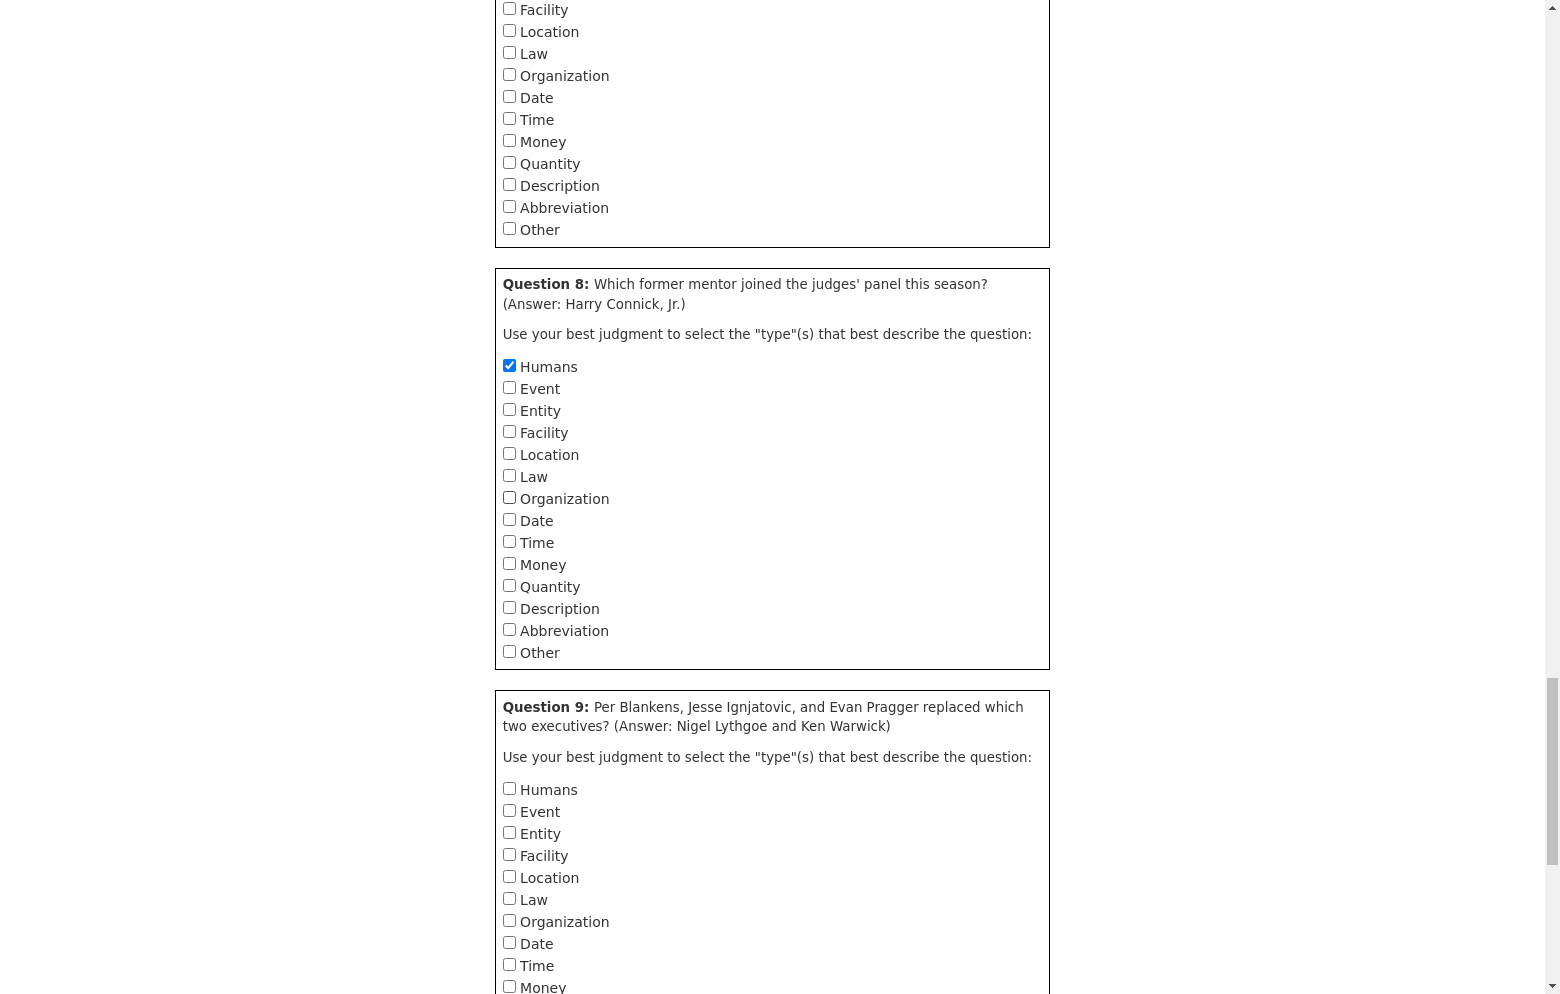 Facility
Location
Law
Organization
Date
Time
Money
Quantity
Description
Abbreviation
Other
Question 8: Which former mentor joined the judges' panel this season?
(Answer: Harry Connick, Jr.)
Use your best judgment to select the "type"(s) that best describe the question:
Humans
Event
Entity
Facility
Location
Law
Organization
Date
Time
Money
Quantity
Description
Abbreviation
Other
Question 9: Per Blankens, Jesse Ignjatovic, and Evan Pragger replaced which
two executives? (Answer: Nigel Lythgoe and Ken Warwick)
Use your best judgment to select the "type"(s) that best describe the question:
Humans
Event
Entity
Facility
Location
Law
Organization
Date
Time
Money